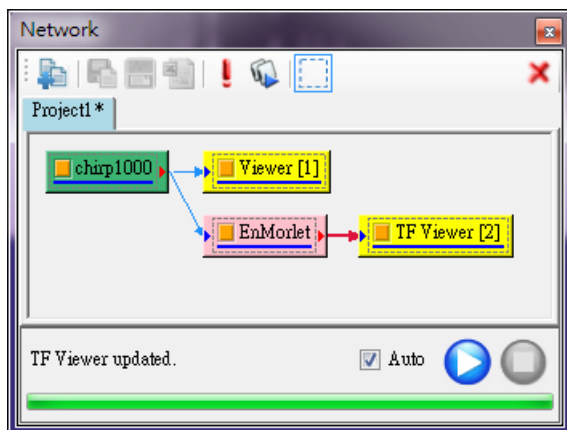 Network
Project1*
chirp1000
Viewer [1]
EnMorlet
TF Viewer [2]
TF Viewer updated.
Auto